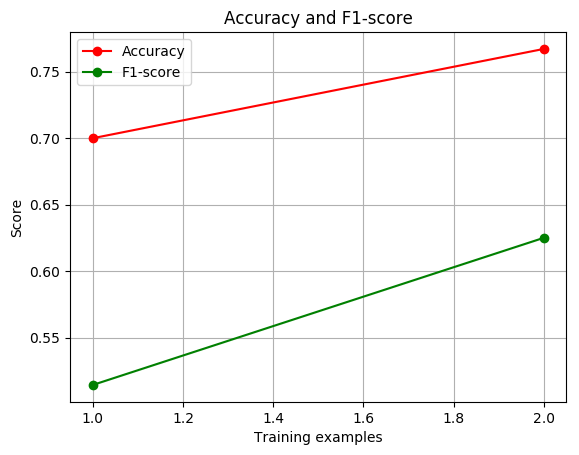 Accuracy and F1-score
Accuracy
F1-score
0.75
0.70
0.65
0.60
0.55
Score
1.0 1.2 1.4 1.6 1.8 2.0
Training examples